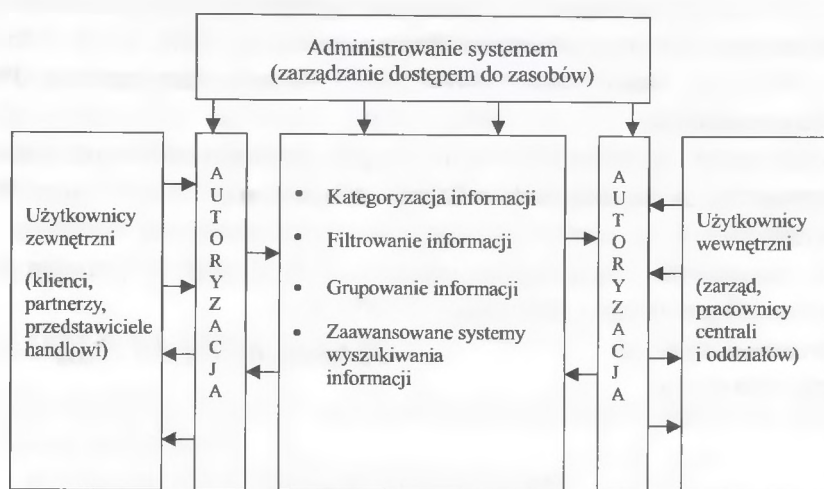 Administrowanie systemem
(zarządzanie dostępem do zasobów)
Użytkownicy
zewnętrzni
(klienci,
partnerzy,
przedstawiciele
handlowi)
A
U
T
O
R
Y
Z
A
C
J
A
• Kategoryzacja informacji
• Filtrowanie informacji
• Grupowanie informacji
• Zaawansowane systemy
wyszukiwania
informacji
A
U
T
O
R
Y
Z
A
C
J
A
Użytkownicy
wewnętrzni
(zarząd,
pracownicy
centrali
i oddziałów)